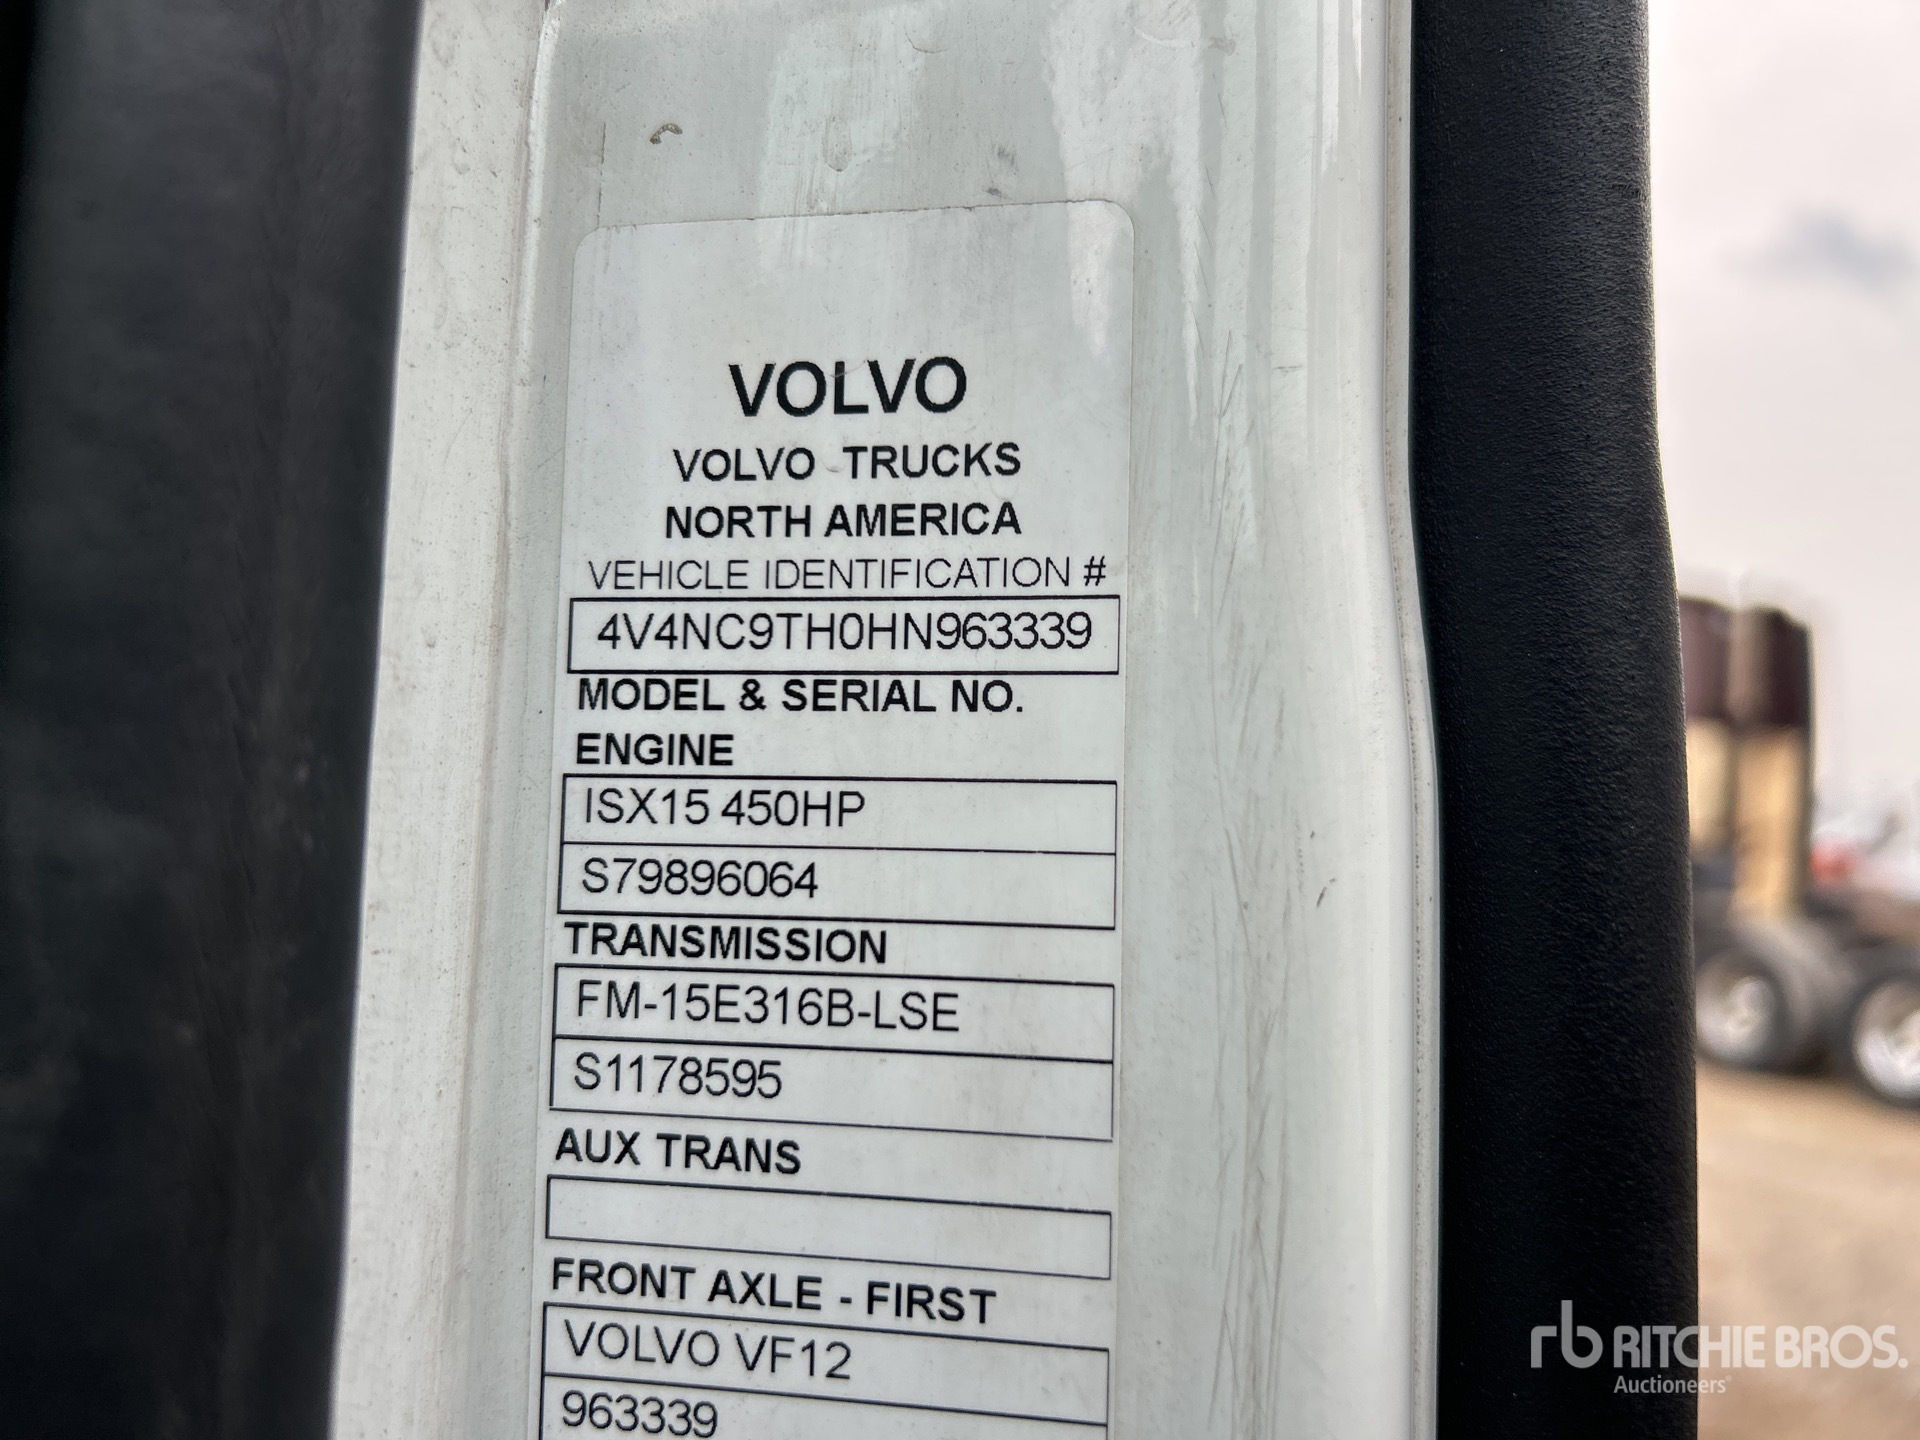 VOLVO
VOLVO TRUCKS
NORTH AMERICA
VEHICLE IDENTIFICATION #
4V4NC9TH0HN963339
MODEL & SERIAL NO.
ENGINE
ISX15 450HP
S79896064
TRANSMISSION
FM-15E316B-LSE
S1178595
AUX TRANS
FRONT AXLE - FIRST
VOLVO VF12
963339
rb RITCHIE BROS.
Auctioneers